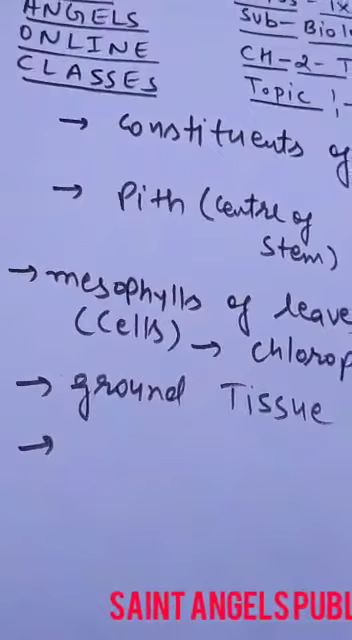 ANGELS
ONLINE
CLASSES
Sub- Biol
CH-2- T
Topic !-
→ Constituents of
→ Pith (centre of
stem)
→ mesophylls of leave
(cells) → chlorop
→ ground Tissue
→
SAINT ANGELS PUBL